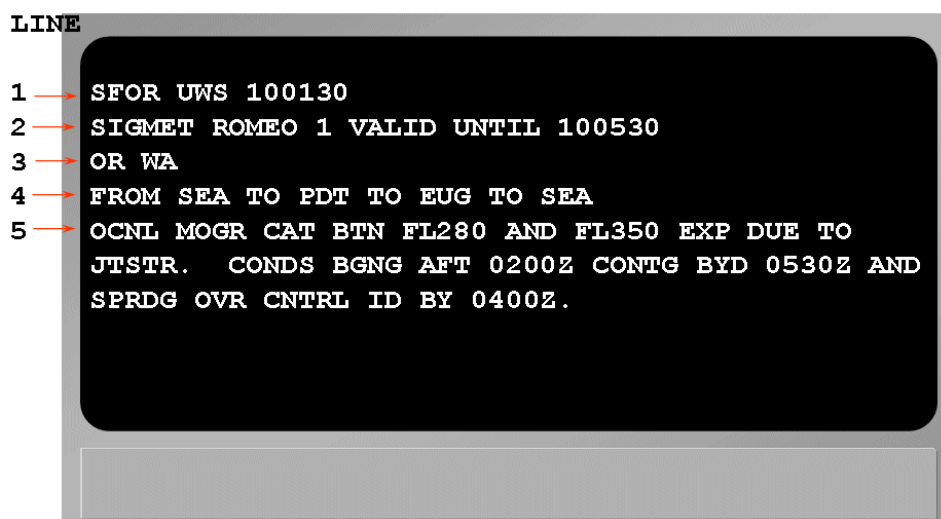 LINE
1 SFOR UWS 100130
2 SIGMET ROMEO 1 VALID UNTIL 100530
3 OR WA
4 FROM SEA TO PDT TO EUG TO SEA
5 OCNL MOGR CAT BTN FL280 AND FL350 EXP DUE TO
JTSTR. CONDS BGNG AFT 0200Z CONTG BYD 0530Z AND
SPRDG OVR CNTRL ID BY 0400Z.